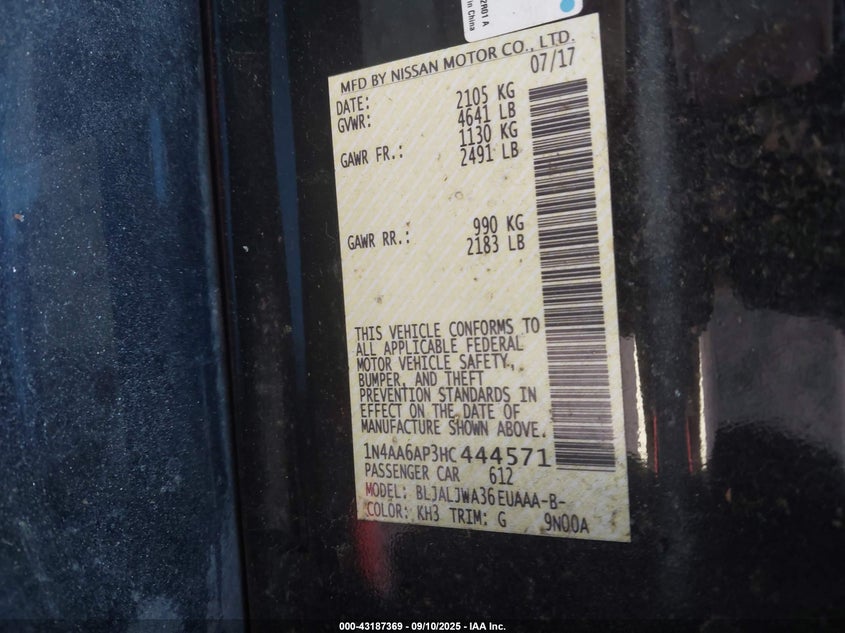 2R01 A
in China
MFD BY NISSAN MOTOR CO., LTD.
DATE: 07/17
GVWR: 2105 KG
4641 LB
GAWR FR.: 1130 KG
2491 LB
GAWR RR.: 990 KG
2183 LB
THIS VEHICLE CONFORMS TO
ALL APPLICABLE FEDERAL
MOTOR VEHICLE SAFETY,
BUMPER, AND THEFT
PREVENTION STANDARDS IN
EFFECT ON THE DATE OF
MANUFACTURE SHOWN ABOVE.
1N4AA6AP3HC444571
PASSENGER CAR 612
MODEL: BLJALJWA36EUAAA-B-
COLOR: KH3 TRIM: G 9N00A
000-43187369 - 09/10/2025 - IAA Inc.